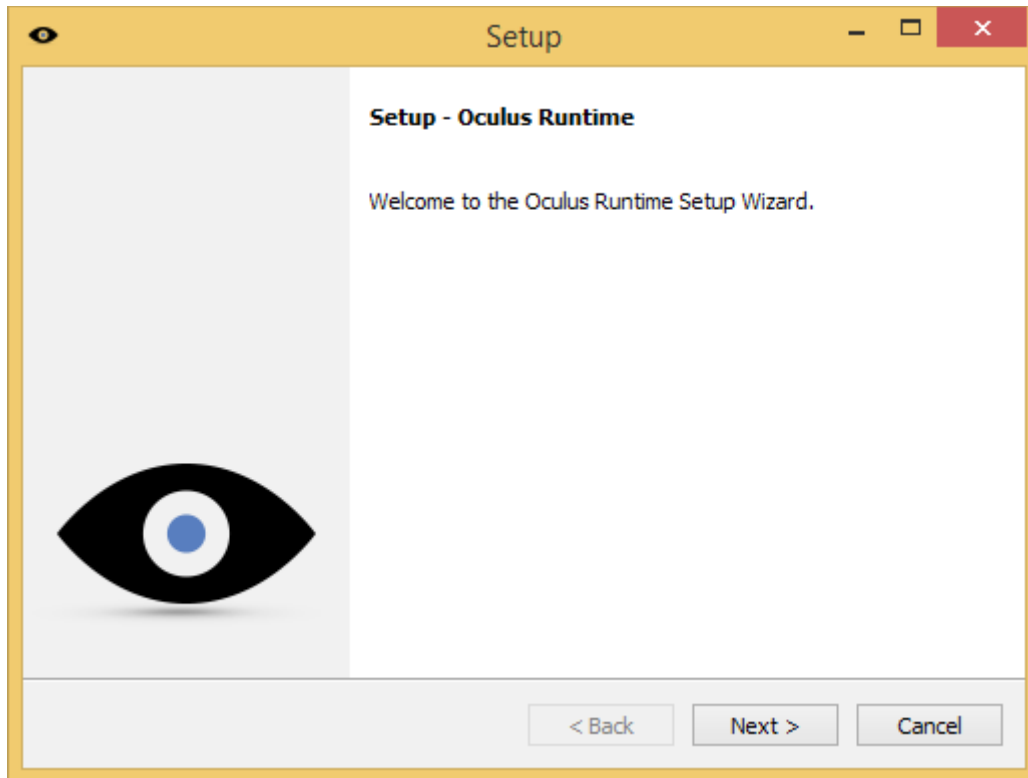 Setup
Setup - Oculus Runtime
Welcome to the Oculus Runtime Setup Wizard.
< Back Next > Cancel